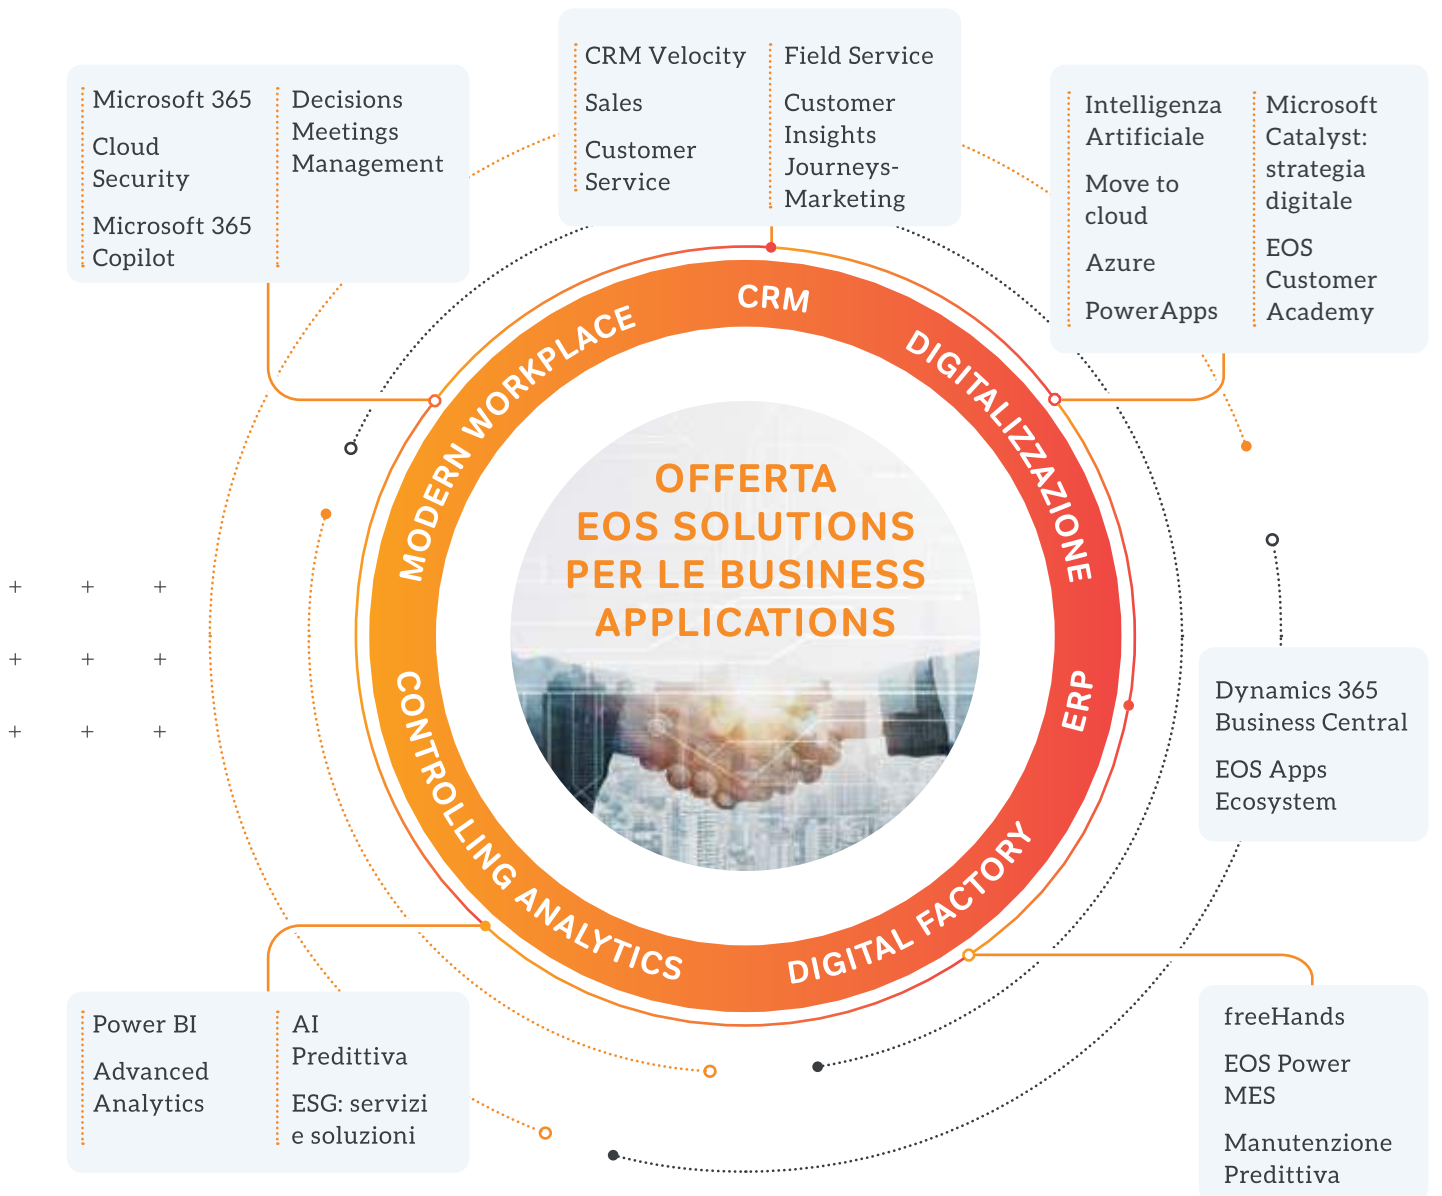 Microsoft 365
Cloud
Security
Microsoft 365
Copilot
Decisions
Meetings
Management
CRM Velocity
Sales
Customer
Service
Field Service
Customer
Insights
Journeys-
Marketing
Intelligenza
Artificiale
Move to
cloud
Azure
PowerApps
Microsoft
Catalyst:
strategia
digitale
EOS
Customer
Academy
MODERN WORKPLACE
CRM
DIGITALIZZAZIONE
ERP
DIGITAL FACTORY
CONTROLLING ANALYTICS
OFFERTA
EOS SOLUTIONS
PER LE BUSINESS
APPLICATIONS
Dynamics 365
Business Central
EOS Apps
Ecosystem
Power BI
Advanced
Analytics
AI
Predittiva
ESG: servizi
e soluzioni
freeHands
EOS Power
MES
Manutenzione
Predittiva